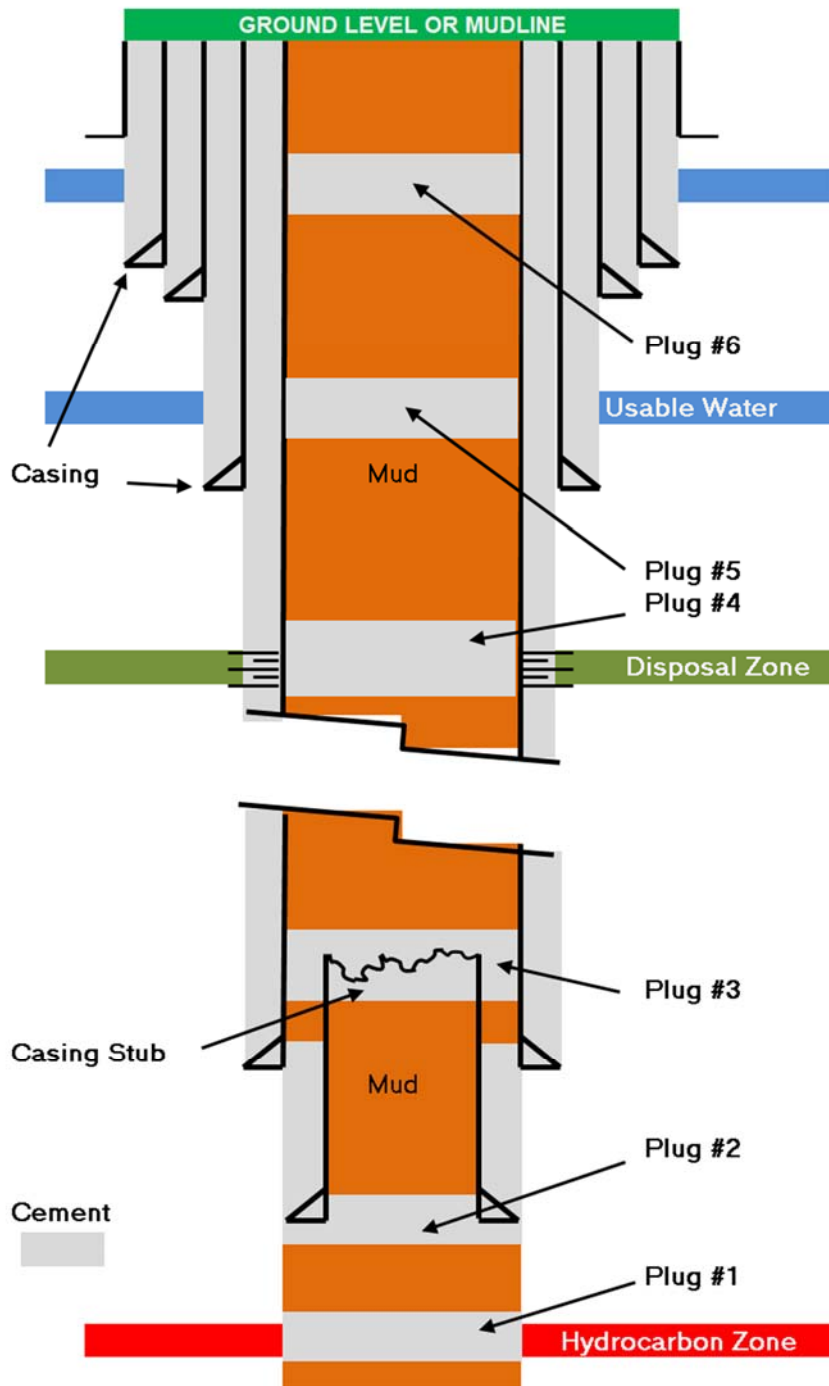 GROUND LEVEL OR MUDLINE
Plug #6
Usable Water
Casing
Mud
Plug #5
Plug #4
Disposal Zone
Plug #3
Casing Stub
Mud
Plug #2
Cement
Plug #1
Hydrocarbon Zone